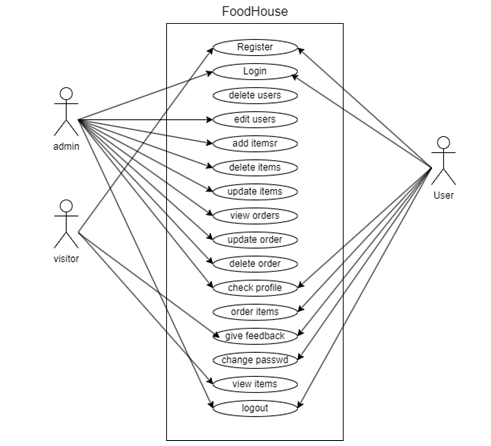 FoodHouse
Register
Login
delete users
edit users
add itemsr
delete items
update items
view orders
update order
delete order
check profile
order items
give feedback
change passwd
view items
logout
admin
visitor
User